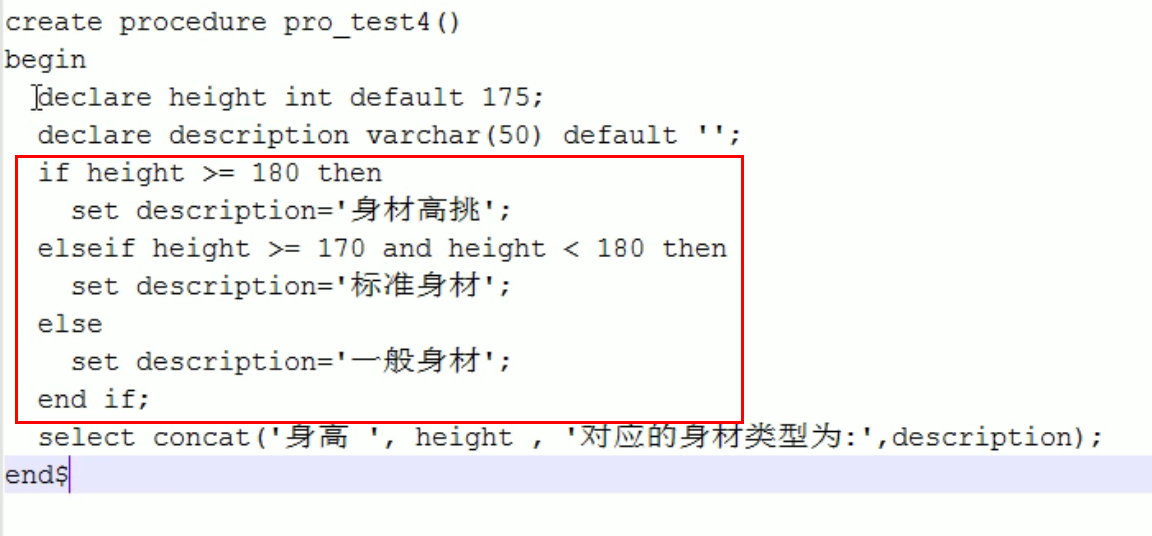 create procedure pro_test4()
begin
declare height int default 175;
declare description varchar(50) default '';
if height >= 180 then
set description='身材高挑';
elseif height >= 170 and height < 180 then
set description='标准身材';
else
set description='一般身材';
end if;
select concat('身高 ', height , '对应的身材类型为:',description);
end$